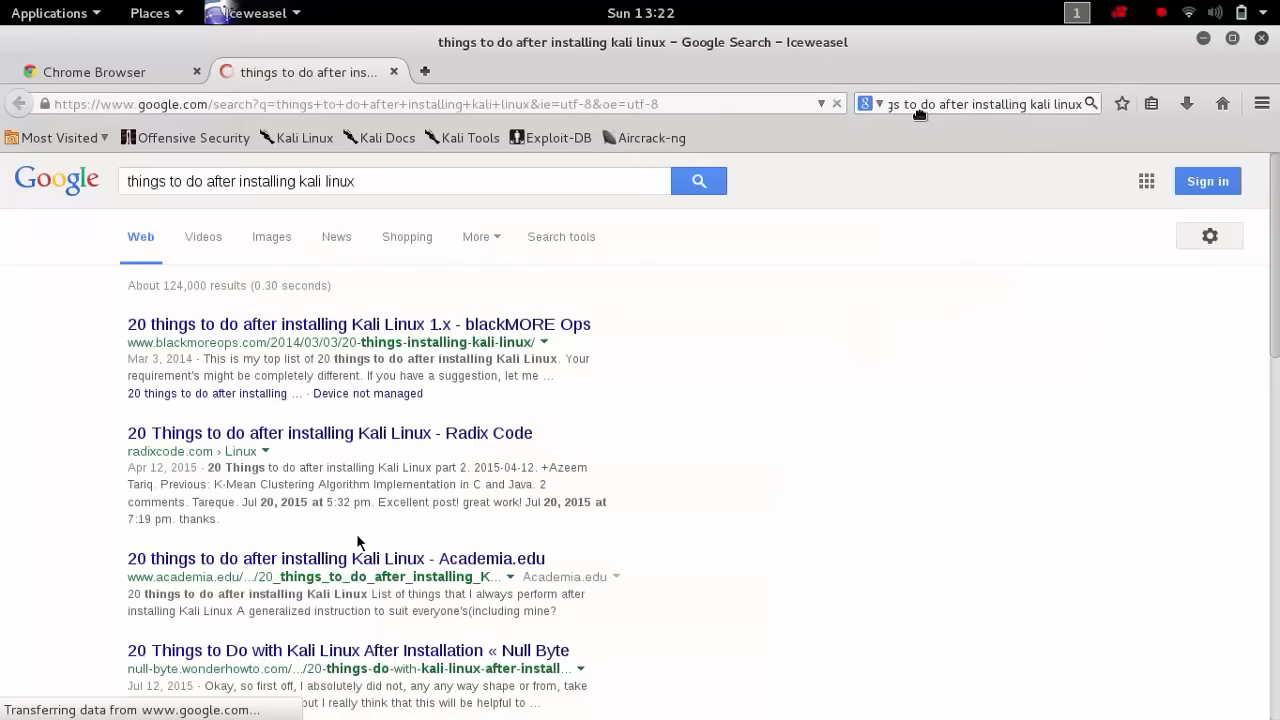 Applications Places Iceweasel Sun 13:22 1
things to do after installing kali linux - Google Search - Iceweasel
Chrome Browser things to do after ins...
https://www.google.com/search?q=things+to+do+after+installing+kali+linux&ie=utf-8&oe=utf-8 gs to do after installing kali linux
Most Visited Offensive Security Kali Linux Kali Docs Kali Tools Exploit-DB Aircrack-ng
Google things to do after installing kali linux Sign in
Web Videos Images News Shopping More Search tools
About 124,000 results (0.30 seconds)
20 things to do after installing Kali Linux 1.x - blackMORE Ops
www.blackmoreops.com/2014/03/03/20-things-installing-kali-linux/
Mar 3, 2014 - This is my top list of 20 things to do after installing Kali Linux. Your
requirement's might be completely different. If you have a suggestion, let me ...
20 things to do after installing ... · Device not managed
20 Things to do after installing Kali Linux - Radix Code
radixcode.com › Linux
Apr 12, 2015 - 20 Things to do after installing Kali Linux part 2. 2015-04-12. +Azeem
Tariq. Previous: K-Mean Clustering Algorithm Implementation in C and Java. 2
comments. Tareque. Jul 20, 2015 at 5:32 pm. Excellent post! great work! Jul 20, 2015 at
7:19 pm. thanks.
20 things to do after installing Kali Linux - Academia.edu
www.academia.edu/.../20_things_to_do_after_installing_K... Academia.edu
20 things to do after installing Kali Linux List of things that I always perform after
installing Kali Linux A generalized instruction to suit everyone's(including mine?
20 Things to Do with Kali Linux After Installation « Null Byte
null-byte.wonderhowto.com/.../20-things-do-with-kali-linux-after-install...
Jul 12, 2015 - Okay, so first off, I absolutely did not, any any way shape or from, take
but I really think that this will be helpful to ...
Transferring data from www.google.com...